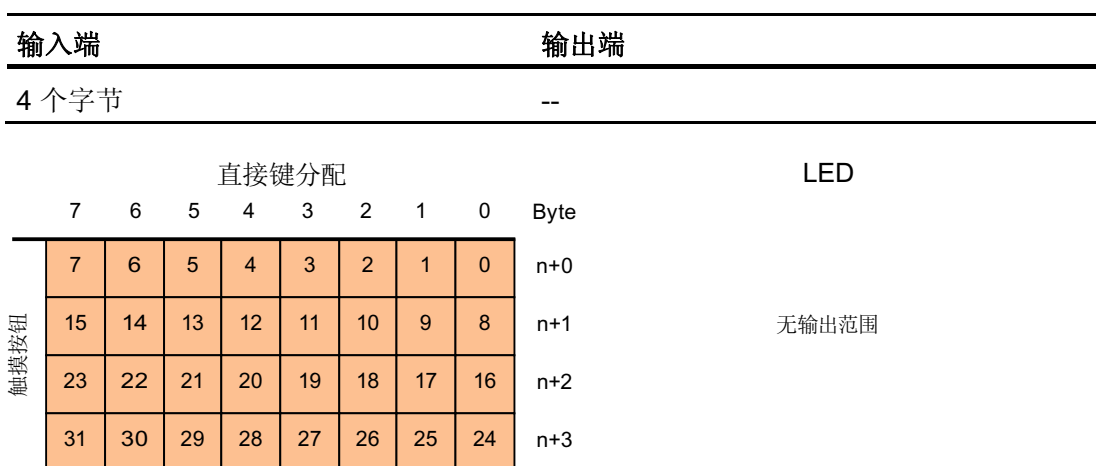 输入端 输出端
4 个字节 --
直接键分配 LED
7 6 5 4 3 2 1 0 Byte
7 6 5 4 3 2 1 0 n+0
15 14 13 12 11 10 9 8 n+1 无输出范围
触摸按钮
23 22 21 20 19 18 17 16 n+2
31 30 29 28 27 26 25 24 n+3